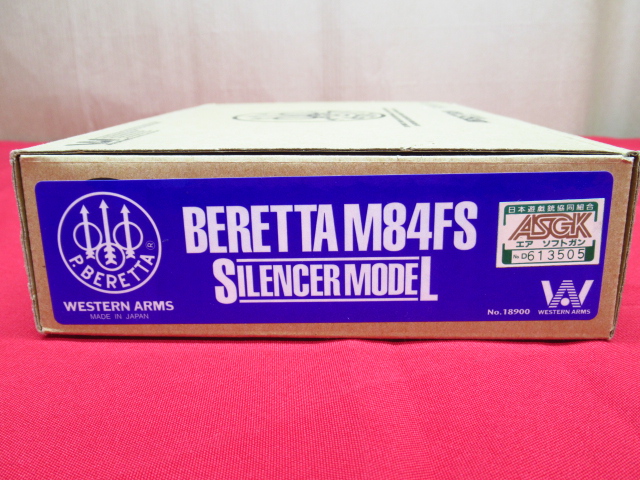 P. BERETTA
®
WESTERN ARMS
MADE IN JAPAN
BERETTA M84FS
SILENCER MODEL
日本遊戯銃協同組合
ASGK
エア ソフトガン
No. D613505
No.18900
WESTERN ARMS